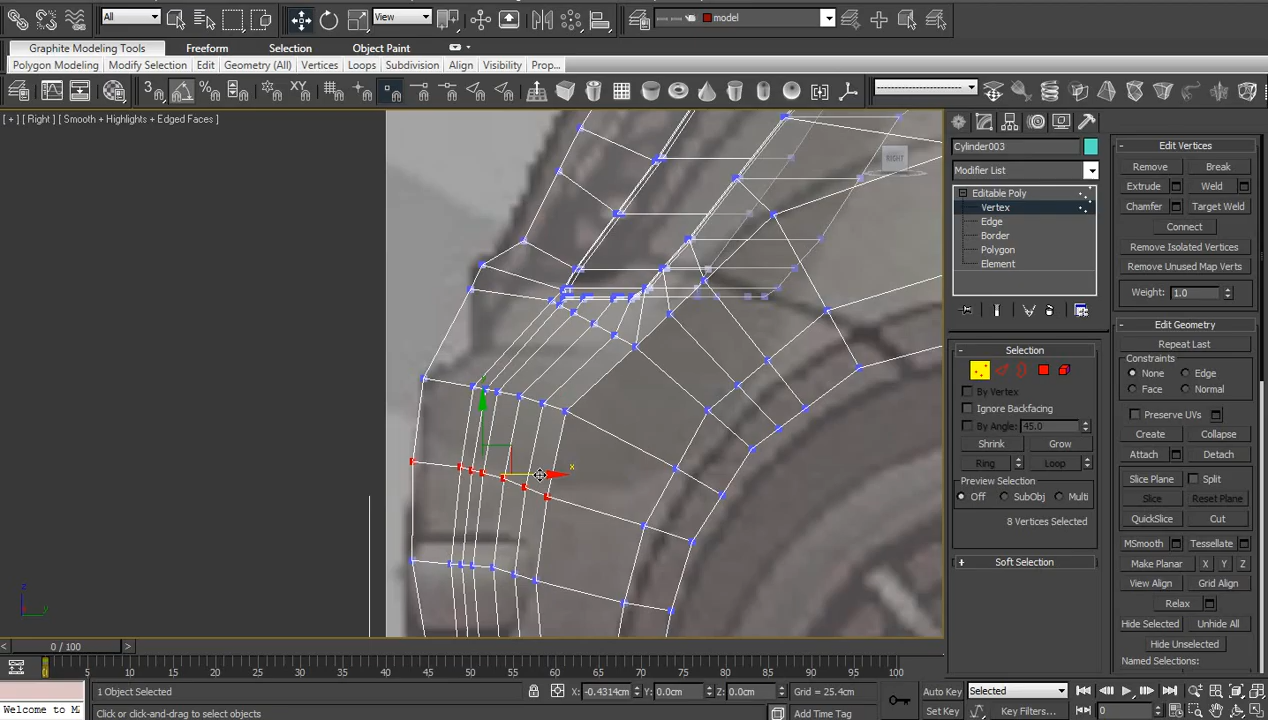 All
View
model
Graphite Modeling Tools Freeform Selection Object Paint
Polygon Modeling Modify Selection Edit Geometry (All) Vertices Loops Subdivision Align Visibility Prop...
3 % XY
[ + ] [ Right ] [ Smooth + Highlights + Edged Faces ]
RIGHT
x
z
y
Cylinder003
Modifier List
Editable Poly
Vertex
Edge
Border
Polygon
Element
Selection
By Vertex
Ignore Backfacing
By Angle: 45.0
Shrink Grow
Ring Loop
Preview Selection
Off SubObj Multi
8 Vertices Selected
Soft Selection
Edit Vertices
Remove Break
Extrude Weld
Chamfer Target Weld
Connect
Remove Isolated Vertices
Remove Unused Map Verts
Weight: 1.0
Edit Geometry
Repeat Last
Constraints
None Edge
Face Normal
Preserve UVs
Create Collapse
Attach Detach
Slice Plane Split
Slice Reset Plane
QuickSlice Cut
MSmooth Tessellate
Make Planar X Y Z
View Align Grid Align
Relax
Hide Selected Unhide All
Hide Unselected
Named Selections:
0 / 100
0 5 10 15 20 25 30 35 40 45 50 55 60 65 70 75 80 85 90 95 100
1 Object Selected X: -0.4314cm Y: 0.0cm Z: 0.0cm Grid = 25.4cm Auto Key Selected
Welcome to M Click or click-and-drag to select objects Add Time Tag Set Key Key Filters... 0